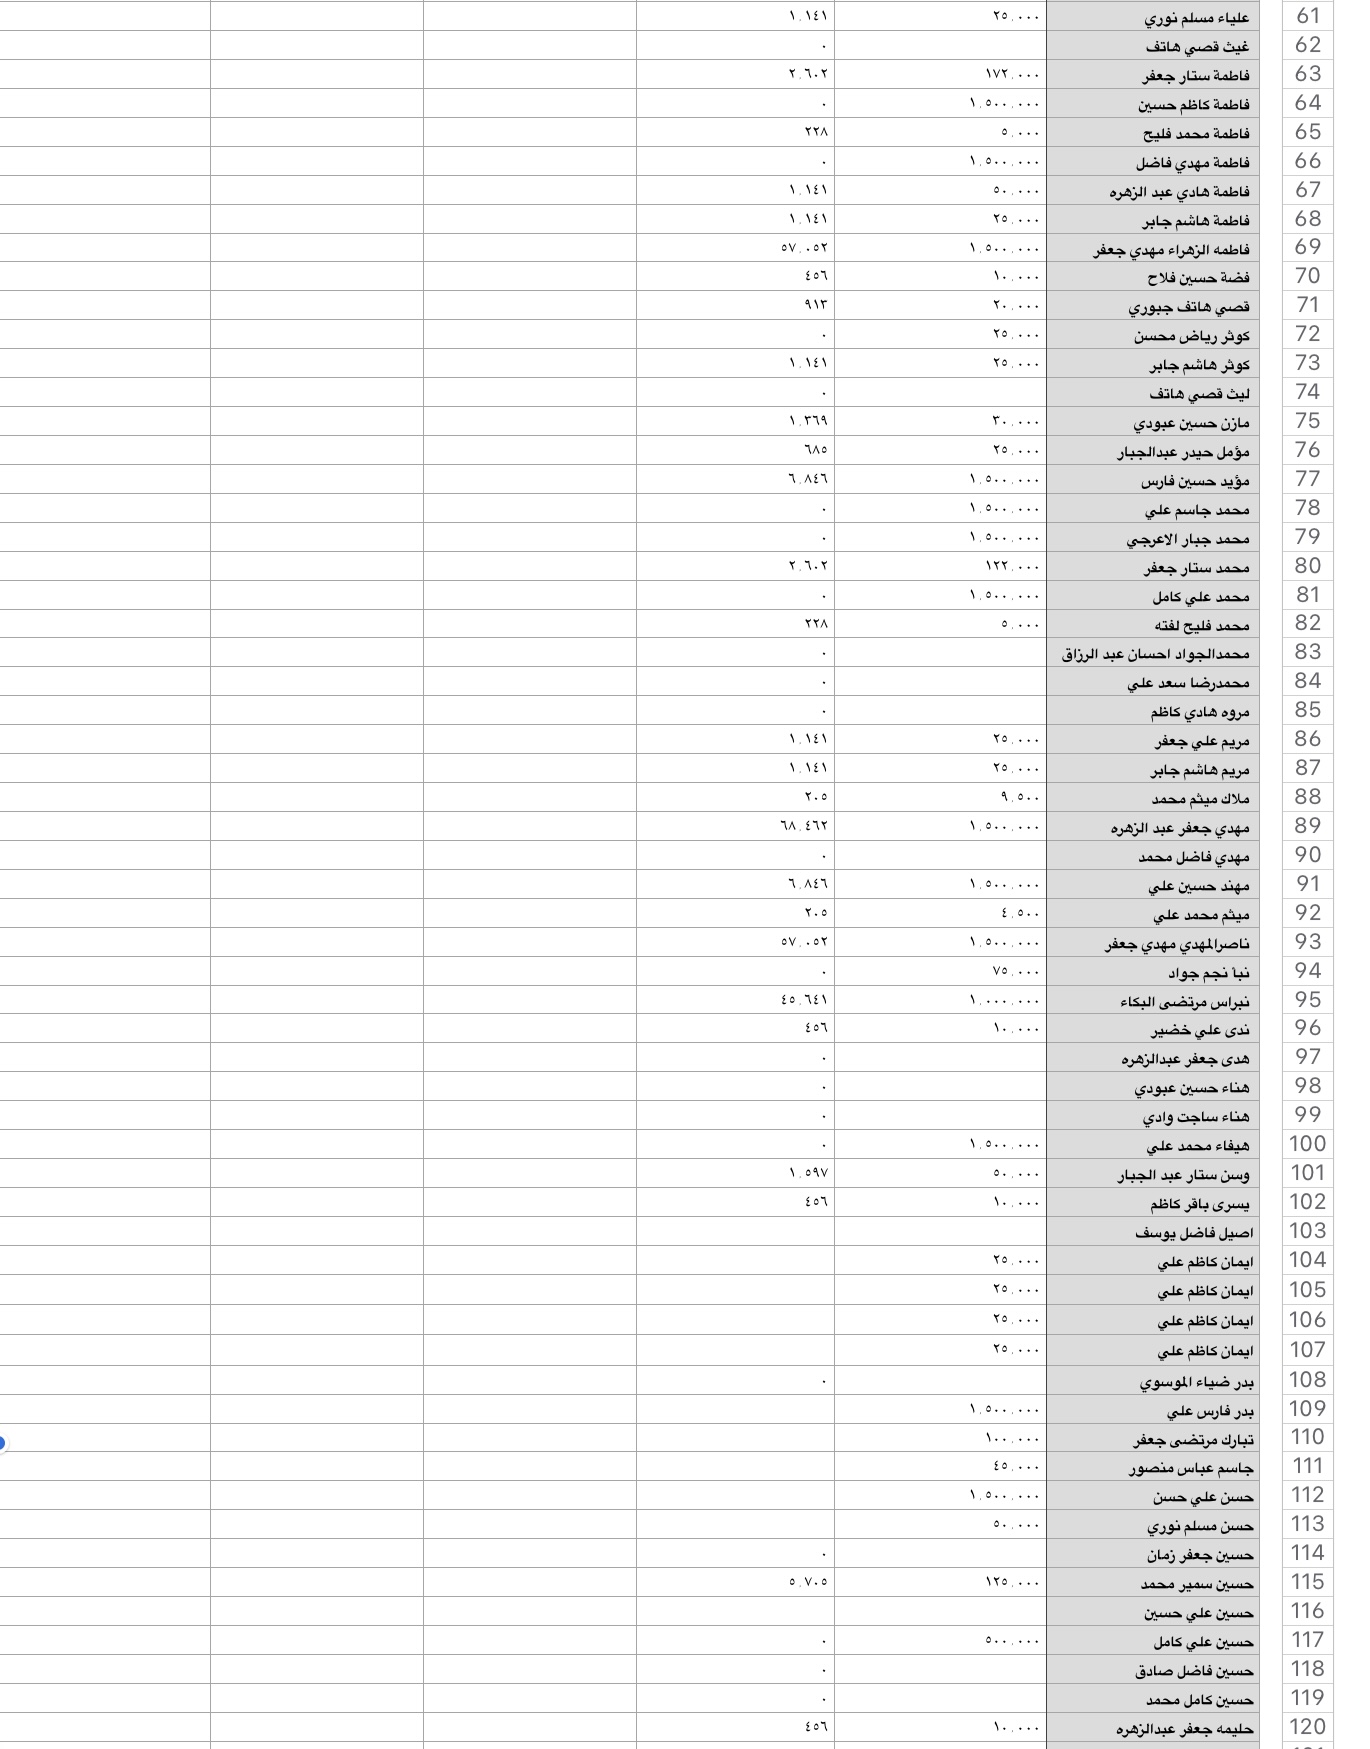 61 علياء مسلم نوري ٢٥.٠٠٠ ١.١٤١
62 غيث قصي هاتف ٠
63 فاطمة ستار جعفر ١٧٢.٠٠٠ ٢.٦٠٢
64 فاطمة كاظم حسين ١.٥٠٠.٠٠٠ ٠
65 فاطمة محمد فليح ٥.٠٠٠ ٢٢٨
66 فاطمة مهدي فاضل ١.٥٠٠.٠٠٠ ٠
67 فاطمة هادي عبد الزهره ٥٠.٠٠٠ ١.١٤١
68 فاطمة هاشم جابر ٢٥.٠٠٠ ١.١٤١
69 فاطمه الزهراء مهدي جعفر ١.٥٠٠.٠٠٠ ٥٧.٠٥٢
70 فضة حسين فلاح ١٠.٠٠٠ ٤٥٦
71 قصي هاتف جبوري ٢٠.٠٠٠ ٩١٣
72 كوثر رياض محسن ٢٥.٠٠٠ ٠
73 كوثر هاشم جابر ٢٥.٠٠٠ ١.١٤١
74 ليث قصي هاتف ٠
75 مازن حسين عبودي ٣٠.٠٠٠ ١.٣٦٩
76 مؤمل حيدر عبدالجبار ٢٥.٠٠٠ ٦٨٥
77 مؤيد حسين فارس ١.٥٠٠.٠٠٠ ٦.٨٤٦
78 محمد جاسم علي ١.٥٠٠.٠٠٠ ٠
79 محمد جبار الاعرجي ١.٥٠٠.٠٠٠ ٠
80 محمد ستار جعفر ١٢٢.٠٠٠ ٢.٦٠٢
81 محمد علي كامل ١.٥٠٠.٠٠٠ ٠
82 محمد فليح لفته ٥.٠٠٠ ٢٢٨
83 محمدالجواد احسان عبد الرزاق ٠
84 محمدرضا سعد علي ٠
85 مروه هادي كاظم ٠
86 مريم علي جعفر ٢٥.٠٠٠ ١.١٤١
87 مريم هاشم جابر ٢٥.٠٠٠ ١.١٤١
88 ملاك ميثم محمد ٩.٥٠٠ ٢٠٥
89 مهدي جعفر عبد الزهره ١.٥٠٠.٠٠٠ ٦٨.٤٦٢
90 مهدي فاضل محمد ٠
91 مهند حسين علي ١.٥٠٠.٠٠٠ ٦.٨٤٦
92 ميثم محمد علي ٤.٥٠٠ ٢٠٥
93 ناصرالمهدي مهدي جعفر ١.٥٠٠.٠٠٠ ٥٧.٠٥٢
94 نبأ نجم جواد ٧٥.٠٠٠ ٠
95 نبراس مرتضى البكاء ١.٠٠٠.٠٠٠ ٤٥.٦٤١
96 ندى علي خضير ١٠.٠٠٠ ٤٥٦
97 هدى جعفر عبدالزهره ٠
98 هناء حسين عبودي ٠
99 هناء ساجت وادي ٠
100 هيفاء محمد علي ١.٥٠٠.٠٠٠ ٠
101 وسن ستار عبد الجبار ٥٠.٠٠٠ ١.٥٩٧
102 يسرى باقر كاظم ١٠.٠٠٠ ٤٥٦
103 اصيل فاضل يوسف
104 ايمان كاظم علي ٢٥.٠٠٠
105 ايمان كاظم علي ٢٥.٠٠٠
106 ايمان كاظم علي ٢٥.٠٠٠
107 ايمان كاظم علي ٢٥.٠٠٠
108 بدر ضياء الموسوي ٠
109 بدر فارس علي ١.٥٠٠.٠٠٠
110 تبارك مرتضى جعفر ١٠٠.٠٠٠
111 جاسم عباس منصور ٤٥.٠٠٠
112 حسن علي حسن ١.٥٠٠.٠٠٠
113 حسن مسلم نوري ٥٠.٠٠٠
114 حسين جعفر زمان ٠
115 حسين سمير محمد ١٢٥.٠٠٠ ٥.٧٠٥
116 حسين علي حسين
117 حسين علي كامل ٥٠٠.٠٠٠ ٠
118 حسين فاضل صادق ٠
119 حسين كامل محمد ٠
120 حليمه جعفر عبدالزهره ١٠.٠٠٠ ٤٥٦